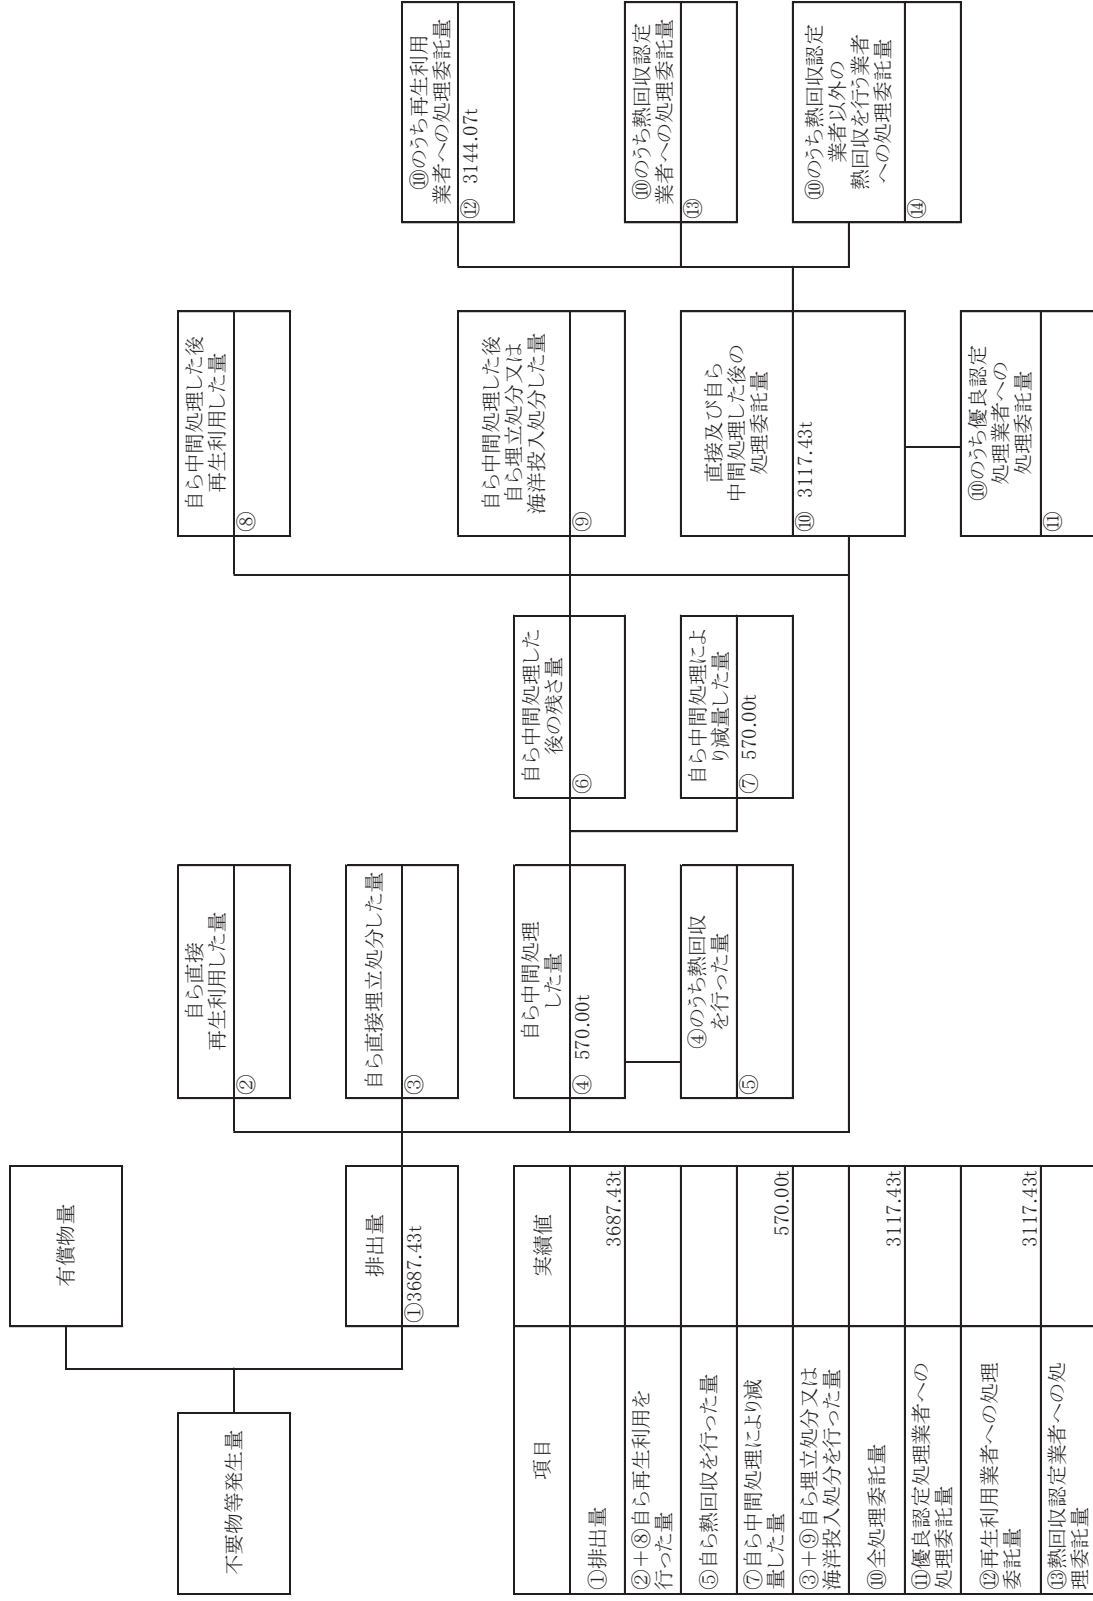 不要物等発生量
有償物量
排出量
①3687.43t
自ら直接
再生利用した量
②
自ら直接埋立処分した量
③
自ら中間処理
した量
④ 570.00t
④のうち熱回収
を行った量
⑤
自ら中間処理した
後の残さ量
⑥
自ら中間処理によ
り減量した量
⑦ 570.00t
自ら中間処理した後
再生利用した量
⑧
自ら中間処理した後
自ら埋立処分又は
海洋投入処分した量
⑨
直接及び自ら
中間処理した後の
処理委託量
⑩ 3117.43t
⑩のうち優良認定
処理業者への
処理委託量
⑪
⑩のうち再生利用
業者への処理委託量
⑫ 3144.07t
⑩のうち熱回収認定
業者への処理委託量
⑬
⑩のうち熱回収認定
業者以外の
熱回収を行う業者
への処理委託量
⑭
項目 実績値
①排出量 3687.43t
②+⑧自ら再生利用を
行った量
⑤自ら熱回収を行った量
⑦自ら中間処理により減
量した量 570.00t
③+⑨自ら埋立処分又は
海洋投入処分を行った量
⑩全処理委託量 3117.43t
⑪優良認定処理業者への
処理委託量
⑫再生利用業者への処理
委託量 3117.43t
⑬熱回収認定業者への処
理委託量